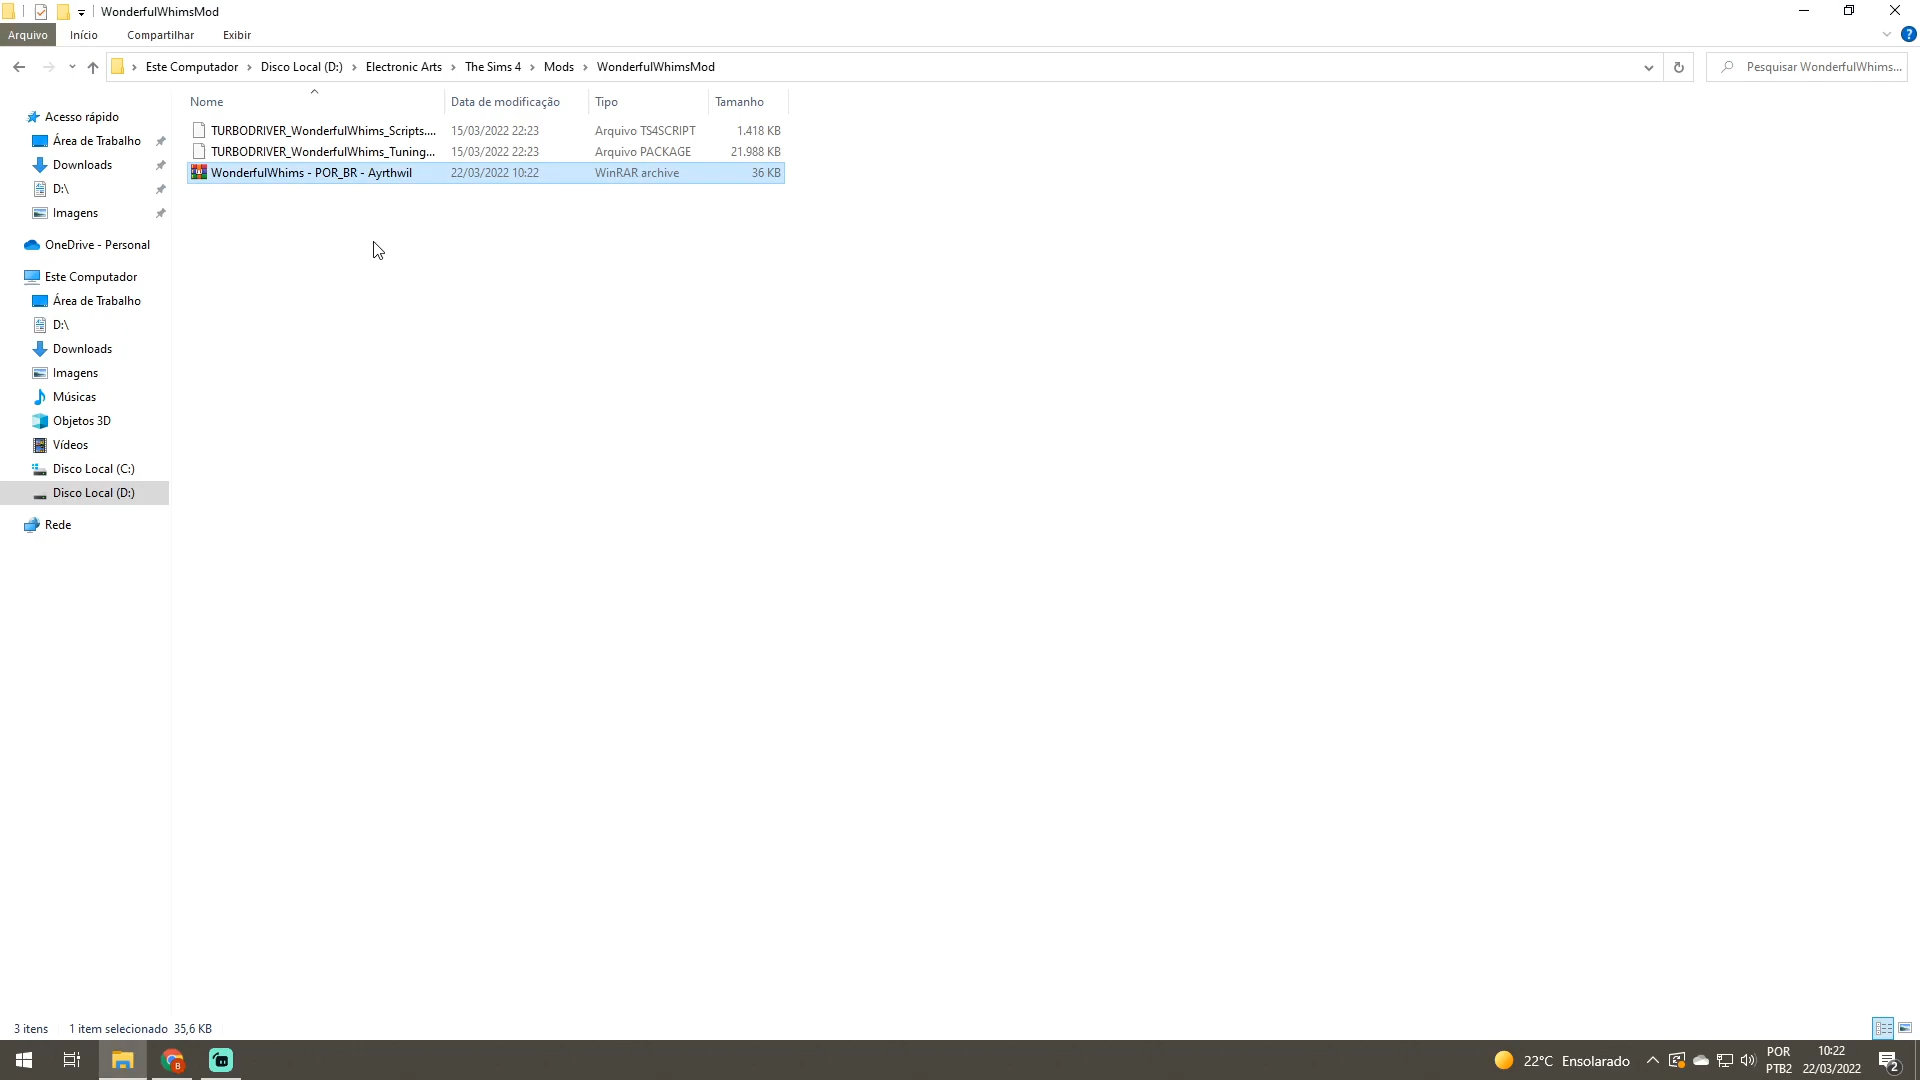 WonderfulWhimsMod
Arquivo Início Compartilhar Exibir
Este Computador Disco Local (D:) Electronic Arts The Sims 4 Mods WonderfulWhimsMod
Pesquisar WonderfulWhims...
Nome Data de modificação Tipo Tamanho
TURBODRIVER_WonderfulWhims_Scripts.... 15/03/2022 22:23 Arquivo TS4SCRIPT 1.418 KB
TURBODRIVER_WonderfulWhims_Tuning... 15/03/2022 22:23 Arquivo PACKAGE 21.988 KB
WonderfulWhims - POR_BR - Ayrthwil 22/03/2022 10:22 WinRAR archive 36 KB
Acesso rápido
Área de Trabalho
Downloads
D:\
Imagens
OneDrive - Personal
Este Computador
Área de Trabalho
D:\
Downloads
Imagens
Músicas
Objetos 3D
Vídeos
Disco Local (C:)
Disco Local (D:)
Rede
3 itens 1 item selecionado 35,6 KB
22°C Ensolarado
POR
PTB2
10:22
22/03/2022
2